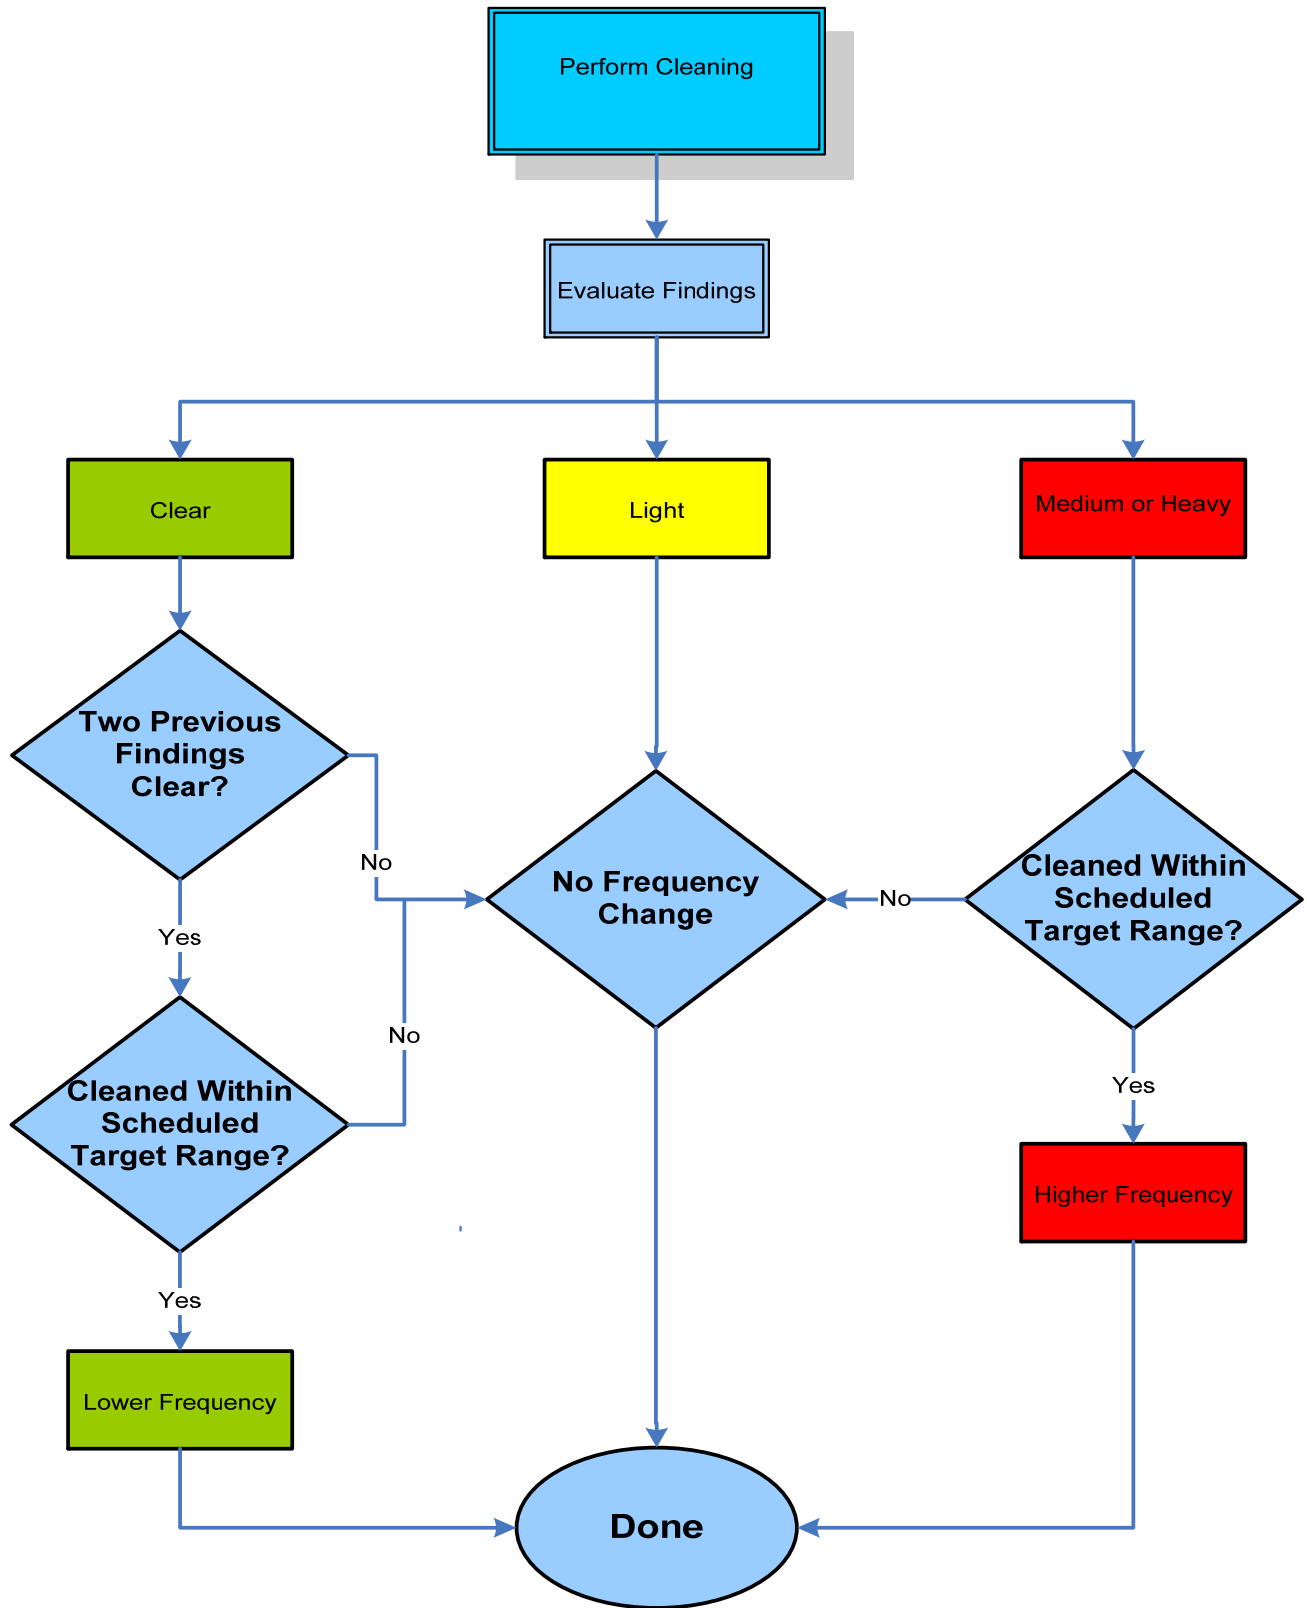 Perform Cleaning
Evaluate Findings
Clear
Light
Medium or Heavy
Two Previous
Findings
Clear?
No
Yes
No Frequency
Change
No
Cleaned Within
Scheduled
Target Range?
No
Cleaned Within
Scheduled
Target Range?
Yes
Higher Frequency
Yes
Lower Frequency
Done